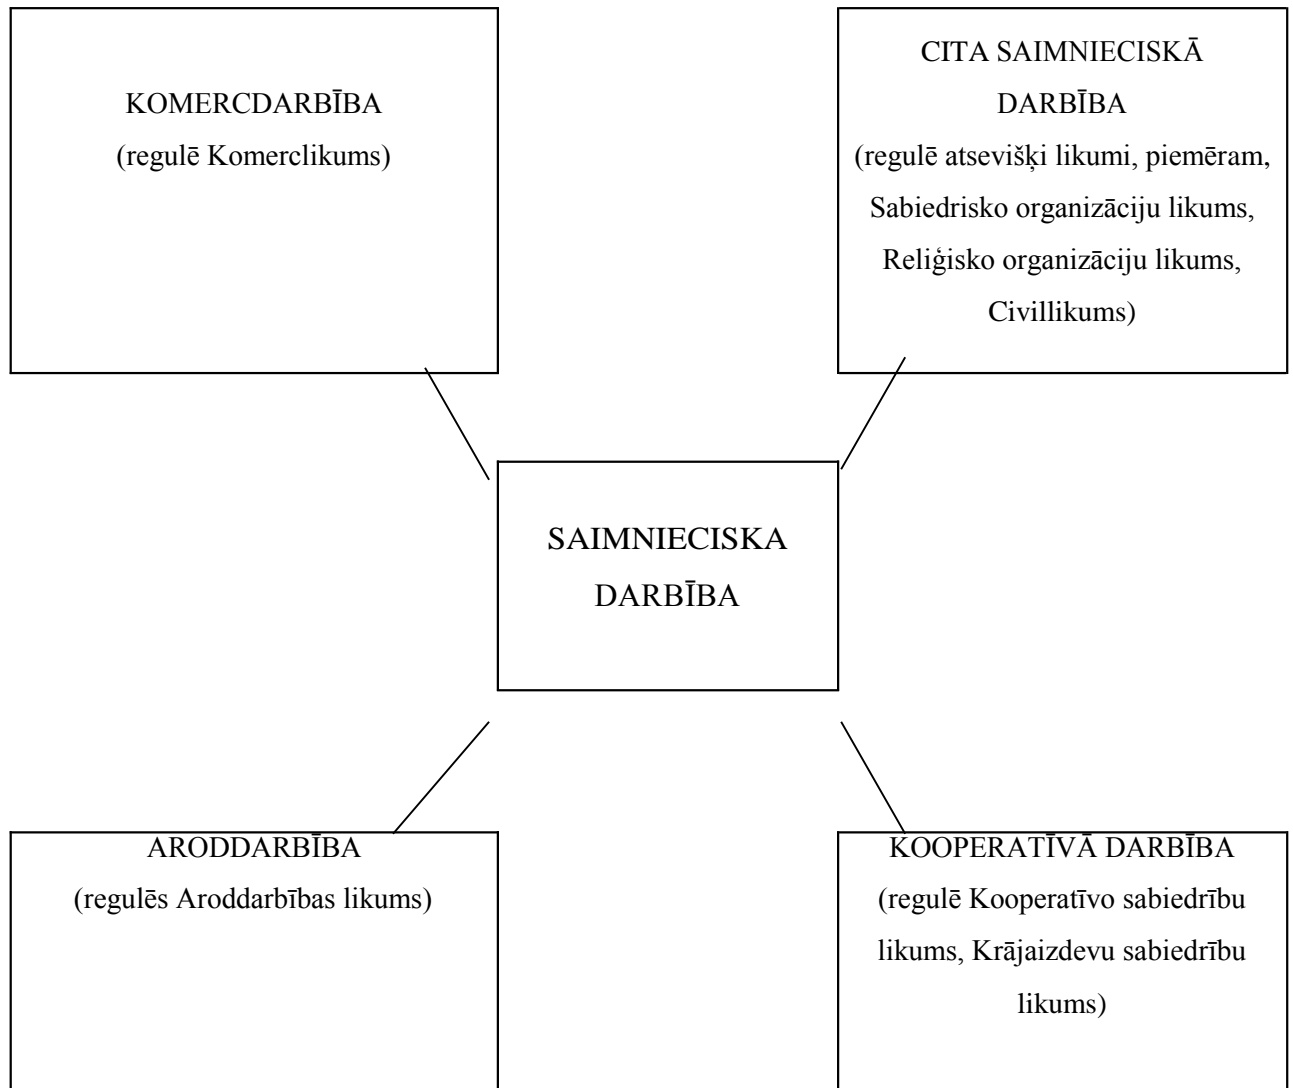 KOMERCDARBĪBA
(regulē Komerclikums)
CITA SAIMNIECISKĀ
DARBĪBA
(regulē atsevišķi likumi, piemēram,
Sabiedrisko organizāciju likums,
Reliģisko organizāciju likums,
Civillikums)
SAIMNIECISKA
DARBĪBA
ARODDARBĪBA
(regulēs Aroddarbības likums)
KOOPERATĪVĀ DARBĪBA
(regulē Kooperatīvo sabiedrību
likums, Krājaizdevu sabiedrību
likums)